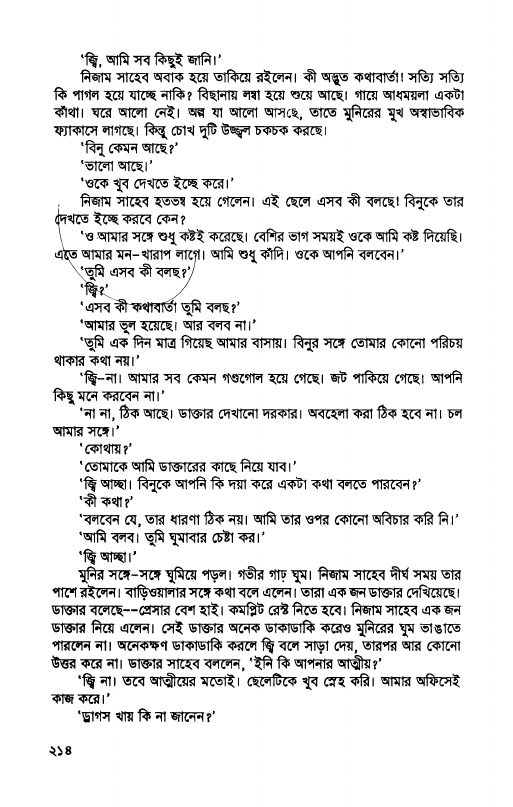 ‘জ্বি, আমি সব কিছুই জানি।’
নিজাম সাহেব অবাক হয়ে তাকিয়ে রইলেন। কী অদ্ভুত কথাবার্তা! সত্যি সত্যি
কি পাগল হয়ে যাচ্ছে নাকি? বিছানায় লম্বা হয়ে শুয়ে আছে। গায়ে আধময়লা একটা
কাঁথা। ঘরে আলো নেই। অল্প যা আলো আসছে, তাতে মুনিরের মুখ অস্বাভাবিক
ফ্যাকাসে লাগছে। কিন্তু চোখ দুটি উজ্জ্বল চকচক করছে।
‘বিনু কেমন আছে?’
‘ভালো আছে।’
‘ওকে খুব দেখতে ইচ্ছে করে।’
নিজাম সাহেব হতভম্ব হয়ে গেলেন। এই ছেলে এসব কী বলছে! বিনুকে তার
দেখতে ইচ্ছে করবে কেন?
‘ও আমার সঙ্গে শুধু কষ্টই করেছে। বেশির ভাগ সময়ই ওকে আমি কষ্ট দিয়েছি।
এতে আমার মন-খারাপ লাগে। আমি শুধু কাঁদি। ওকে আপনি বলবেন।’
‘তুমি এসব কী বলছ?’
‘জ্বি?’
‘এসব কী কথাবার্তা তুমি বলছ?’
‘আমার ভুল হয়েছে। আর বলব না।’
‘তুমি এক দিন মাত্র গিয়েছ আমার বাসায়। বিনুর সঙ্গে তোমার কোনো পরিচয়
থাকার কথা নয়।’
‘জ্বি-না। আমার সব কেমন গণ্ডগোল হয়ে গেছে। জট পাকিয়ে গেছে। আপনি
কিছু মনে করবেন না।’
‘না না, ঠিক আছে। ডাক্তার দেখানো দরকার। অবহেলা করা ঠিক হবে না। চল
আমার সঙ্গে।’
‘কোথায়?’
‘তোমাকে আমি ডাক্তারের কাছে নিয়ে যাব।’
‘জ্বি আচ্ছা। বিনুকে আপনি কি দয়া করে একটা কথা বলতে পারবেন?’
‘কী কথা?’
‘বলবেন যে, তার ধারণা ঠিক নয়। আমি তার ওপর কোনো অবিচার করি নি।’
‘আমি বলব। তুমি ঘুমাবার চেষ্টা কর।’
‘জ্বি আচ্ছা।’
মুনির সঙ্গে-সঙ্গে ঘুমিয়ে পড়ল। গভীর গাঢ় ঘুম। নিজাম সাহেব দীর্ঘ সময় তার
পাশে রইলেন। বাড়িওয়ালার সঙ্গে কথা বলে এলেন। তারা এক জন ডাক্তার দেখিয়েছে।
ডাক্তার বলেছে--প্রেসার বেশ হাই। কমপ্লিট রেস্ট নিতে হবে। নিজাম সাহেব এক জন
ডাক্তার নিয়ে এলেন। সেই ডাক্তার অনেক ডাকাডাকি করেও মুনিরের ঘুম ভাঙাতে
পারলেন না। অনেকক্ষণ ডাকাডাকি করলে জ্বি বলে সাড়া দেয়, তারপর আর কোনো
উত্তর করে না। ডাক্তার সাহেব বললেন, ‘ইনি কি আপনার আত্মীয়?’
‘জ্বি না। তবে আত্মীয়ের মতোই। ছেলেটিকে খুব স্নেহ করি। আমার অফিসেই
কাজ করে।’
‘ড্রাগস খায় কি না জানেন?’
২১৪